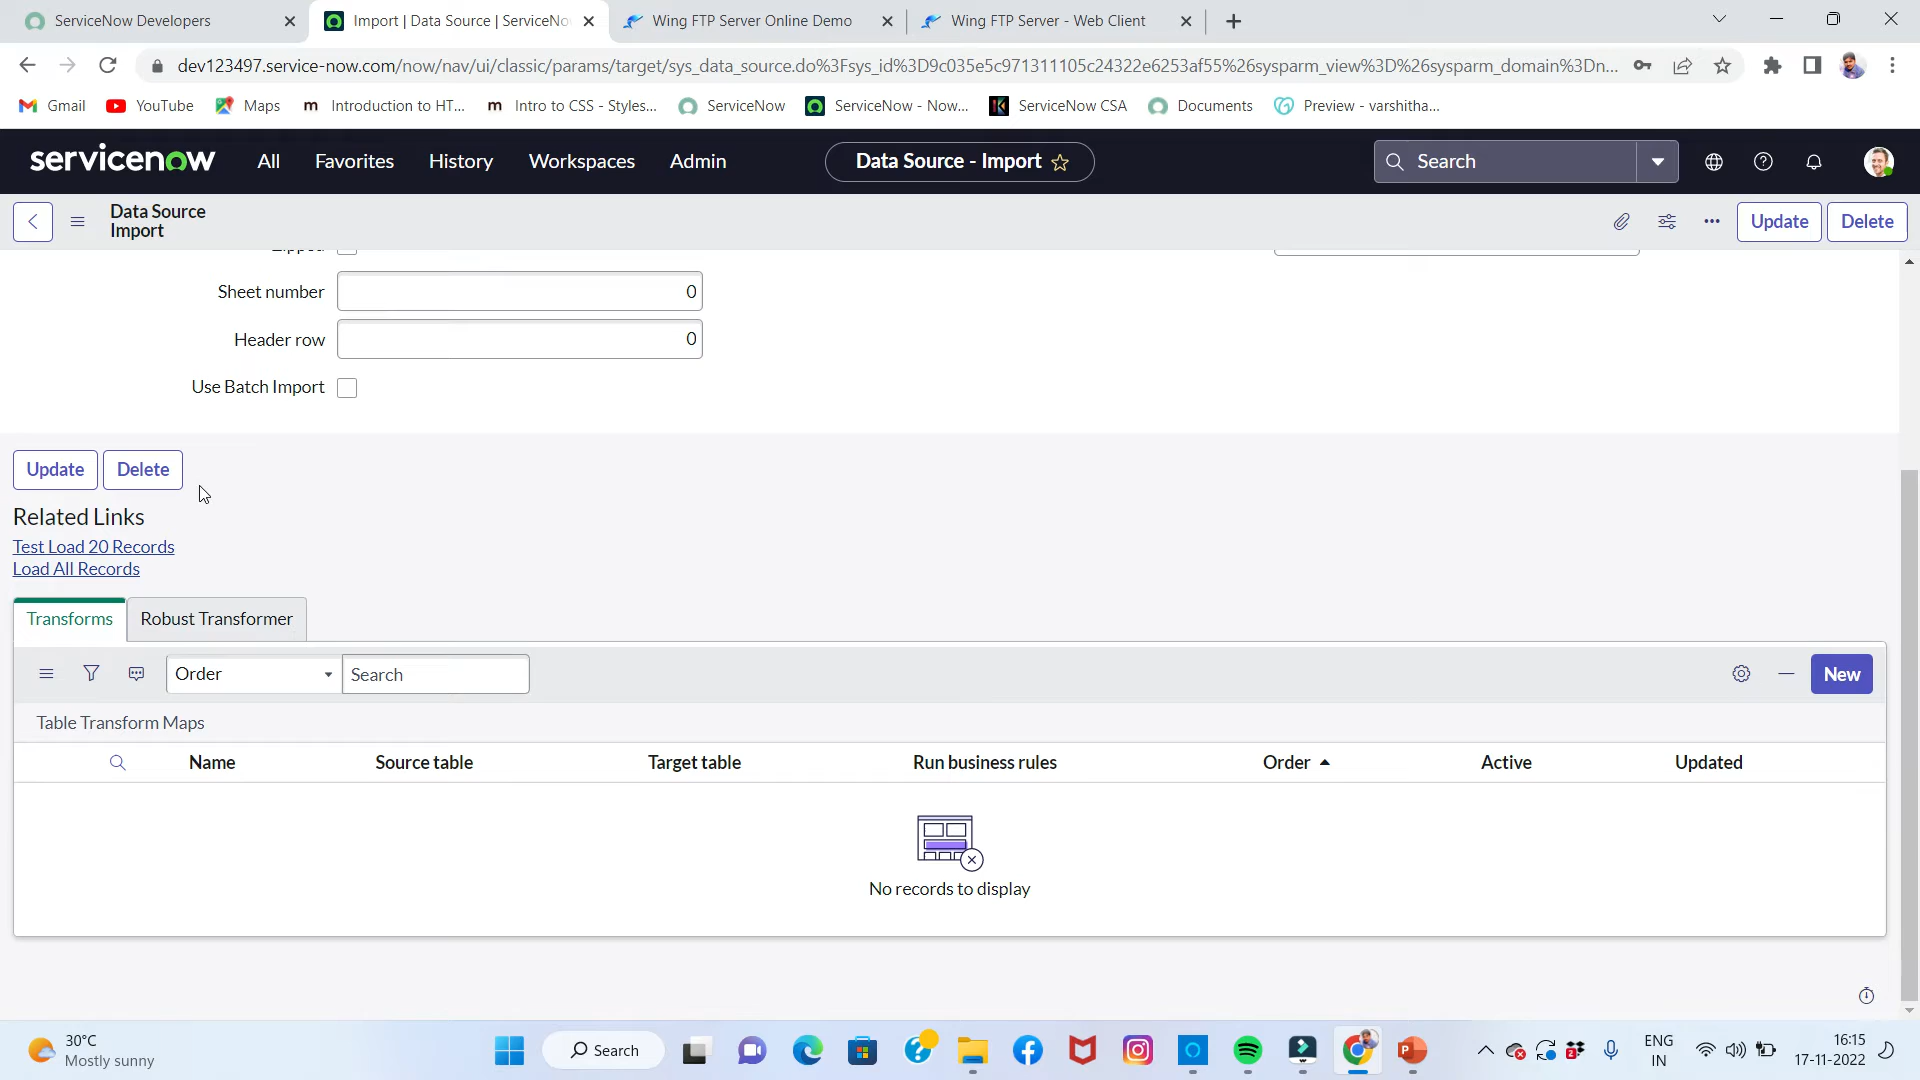 ServiceNow Developers
Import | Data Source | ServiceNo
Wing FTP Server Online Demo
Wing FTP Server - Web Client
dev123497.service-now.com/now/nav/ui/classic/params/target/sys_data_source.do%3Fsys_id%3D9c035e5c971311105c24322e6253af55%26sysparm_view%3D%26sysparm_domain%3Dn...
Gmail
YouTube
Maps
m Introduction to HT...
m Intro to CSS - Styles...
ServiceNow
ServiceNow - Now...
ServiceNow CSA
Documents
Preview - varshitha...
servicenow
All
Favorites
History
Workspaces
Admin
Data Source - Import
Search
Data Source
Import
Update
Delete
Zipped
Sheet number
0
Header row
0
Use Batch Import
Update
Delete
Related Links
Test Load 20 Records
Load All Records
Transforms
Robust Transformer
Order
Search
New
Table Transform Maps
Name
Source table
Target table
Run business rules
Order
Active
Updated
No records to display
30°C
Mostly sunny
Search
ENG
IN
16:15
17-11-2022